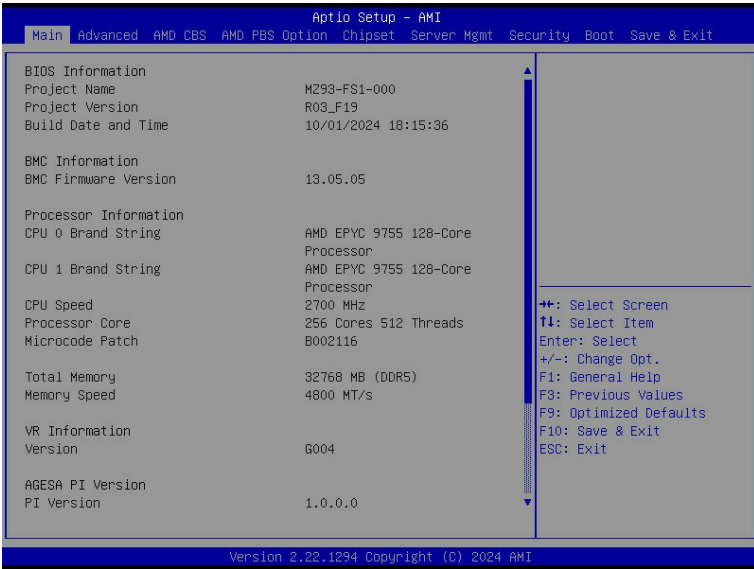 Aptio Setup – AMI
Main Advanced AMD CBS AMD PBS Option Chipset Server Mgmt Security Boot Save & Exit
BIOS Information
Project Name MZ93-FS1-000
Project Version R03_F19
Build Date and Time 10/01/2024 18:15:36
BMC Information
BMC Firmware Version 13.05.05
Processor Information
CPU 0 Brand String AMD EPYC 9755 128-Core
Processor
CPU 1 Brand String AMD EPYC 9755 128-Core
Processor
CPU Speed 2700 MHz
Processor Core 256 Cores 512 Threads
Microcode Patch B002116
Total Memory 32768 MB (DDR5)
Memory Speed 4800 MT/s
VR Information
Version G004
AGESA PI Version
PI Version 1.0.0.0
→←: Select Screen
↑↓: Select Item
Enter: Select
+/-: Change Opt.
F1: General Help
F3: Previous Values
F9: Optimized Defaults
F10: Save & Exit
ESC: Exit
Version 2.22.1294 Copyright (C) 2024 AMI